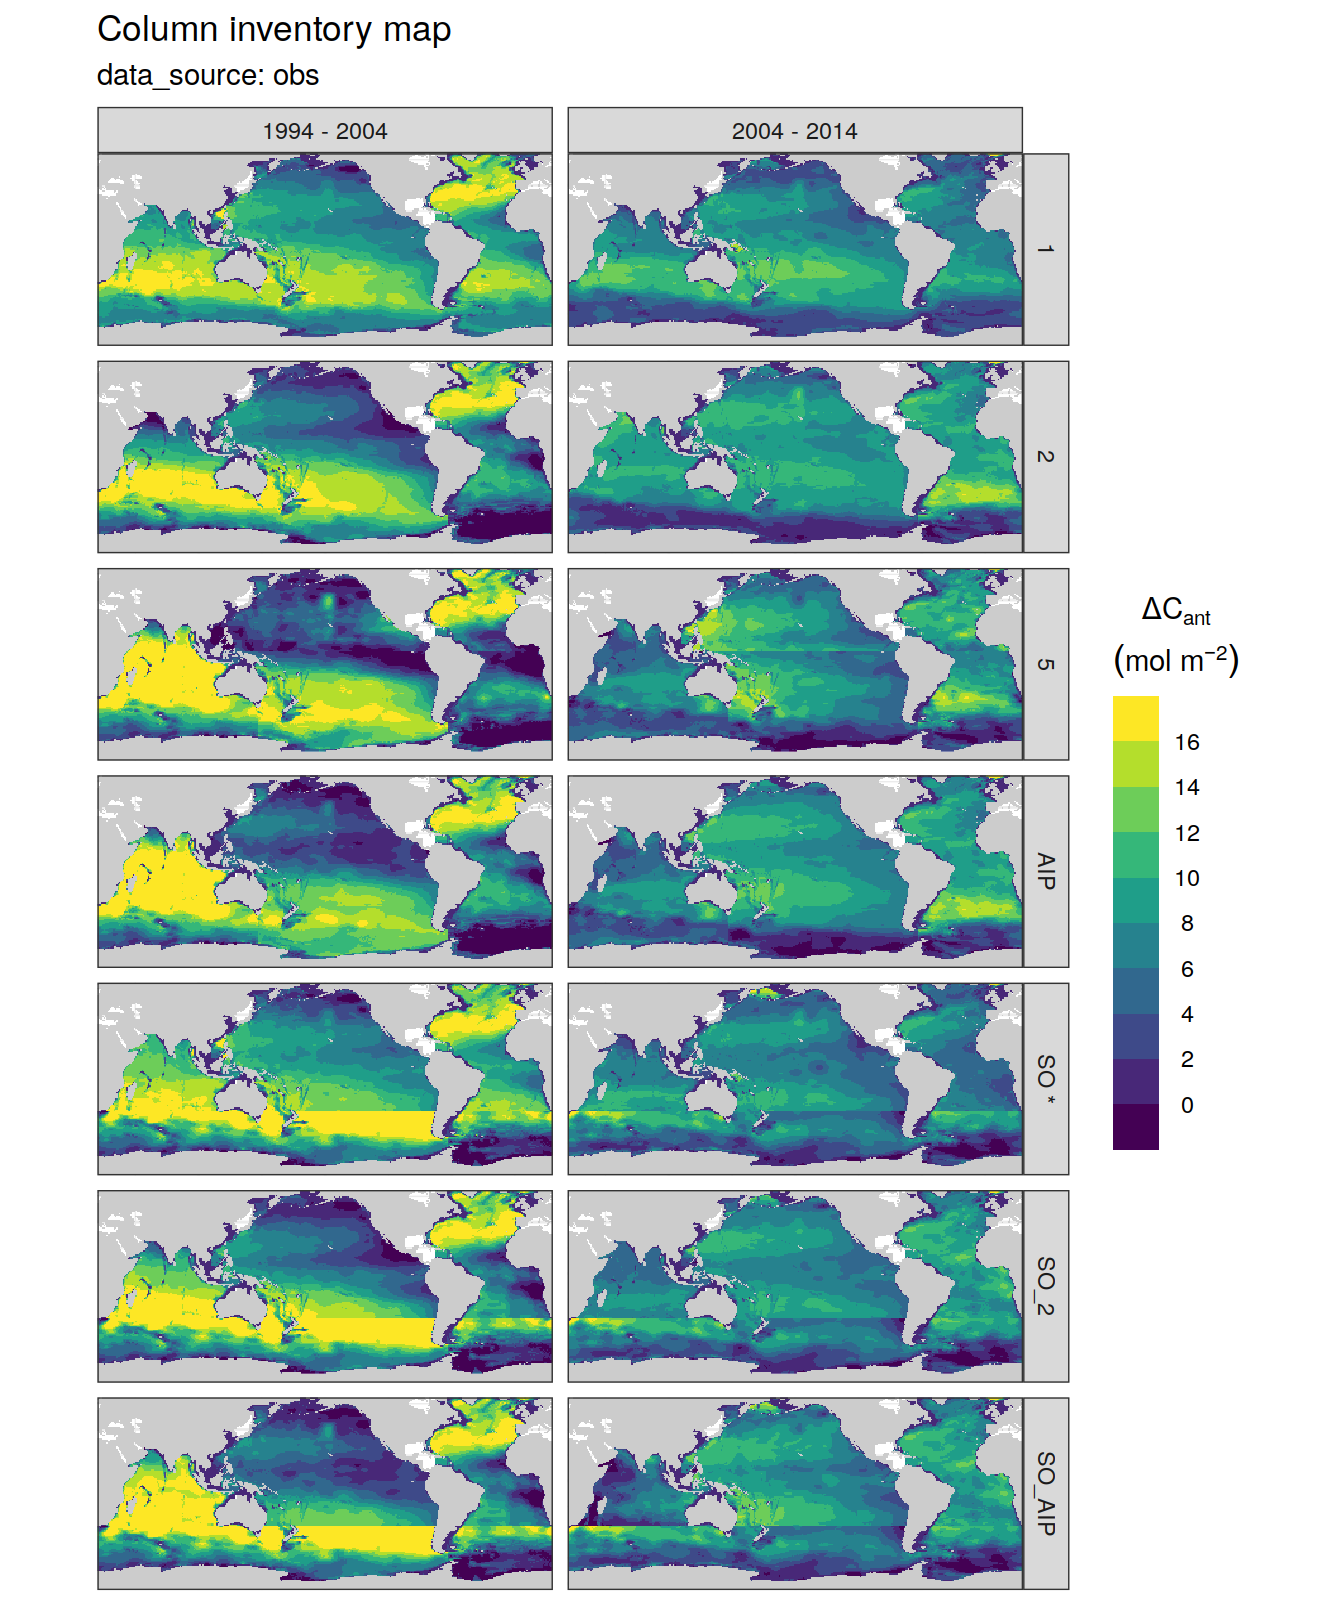 Column inventory map
data_source: obs
1994 - 2004
2004 - 2014
1
2
5
AIP
SO *
SO_2
SO_AIP
ΔCant
(mol m−2)
16
14
12
10
8
6
4
2
0